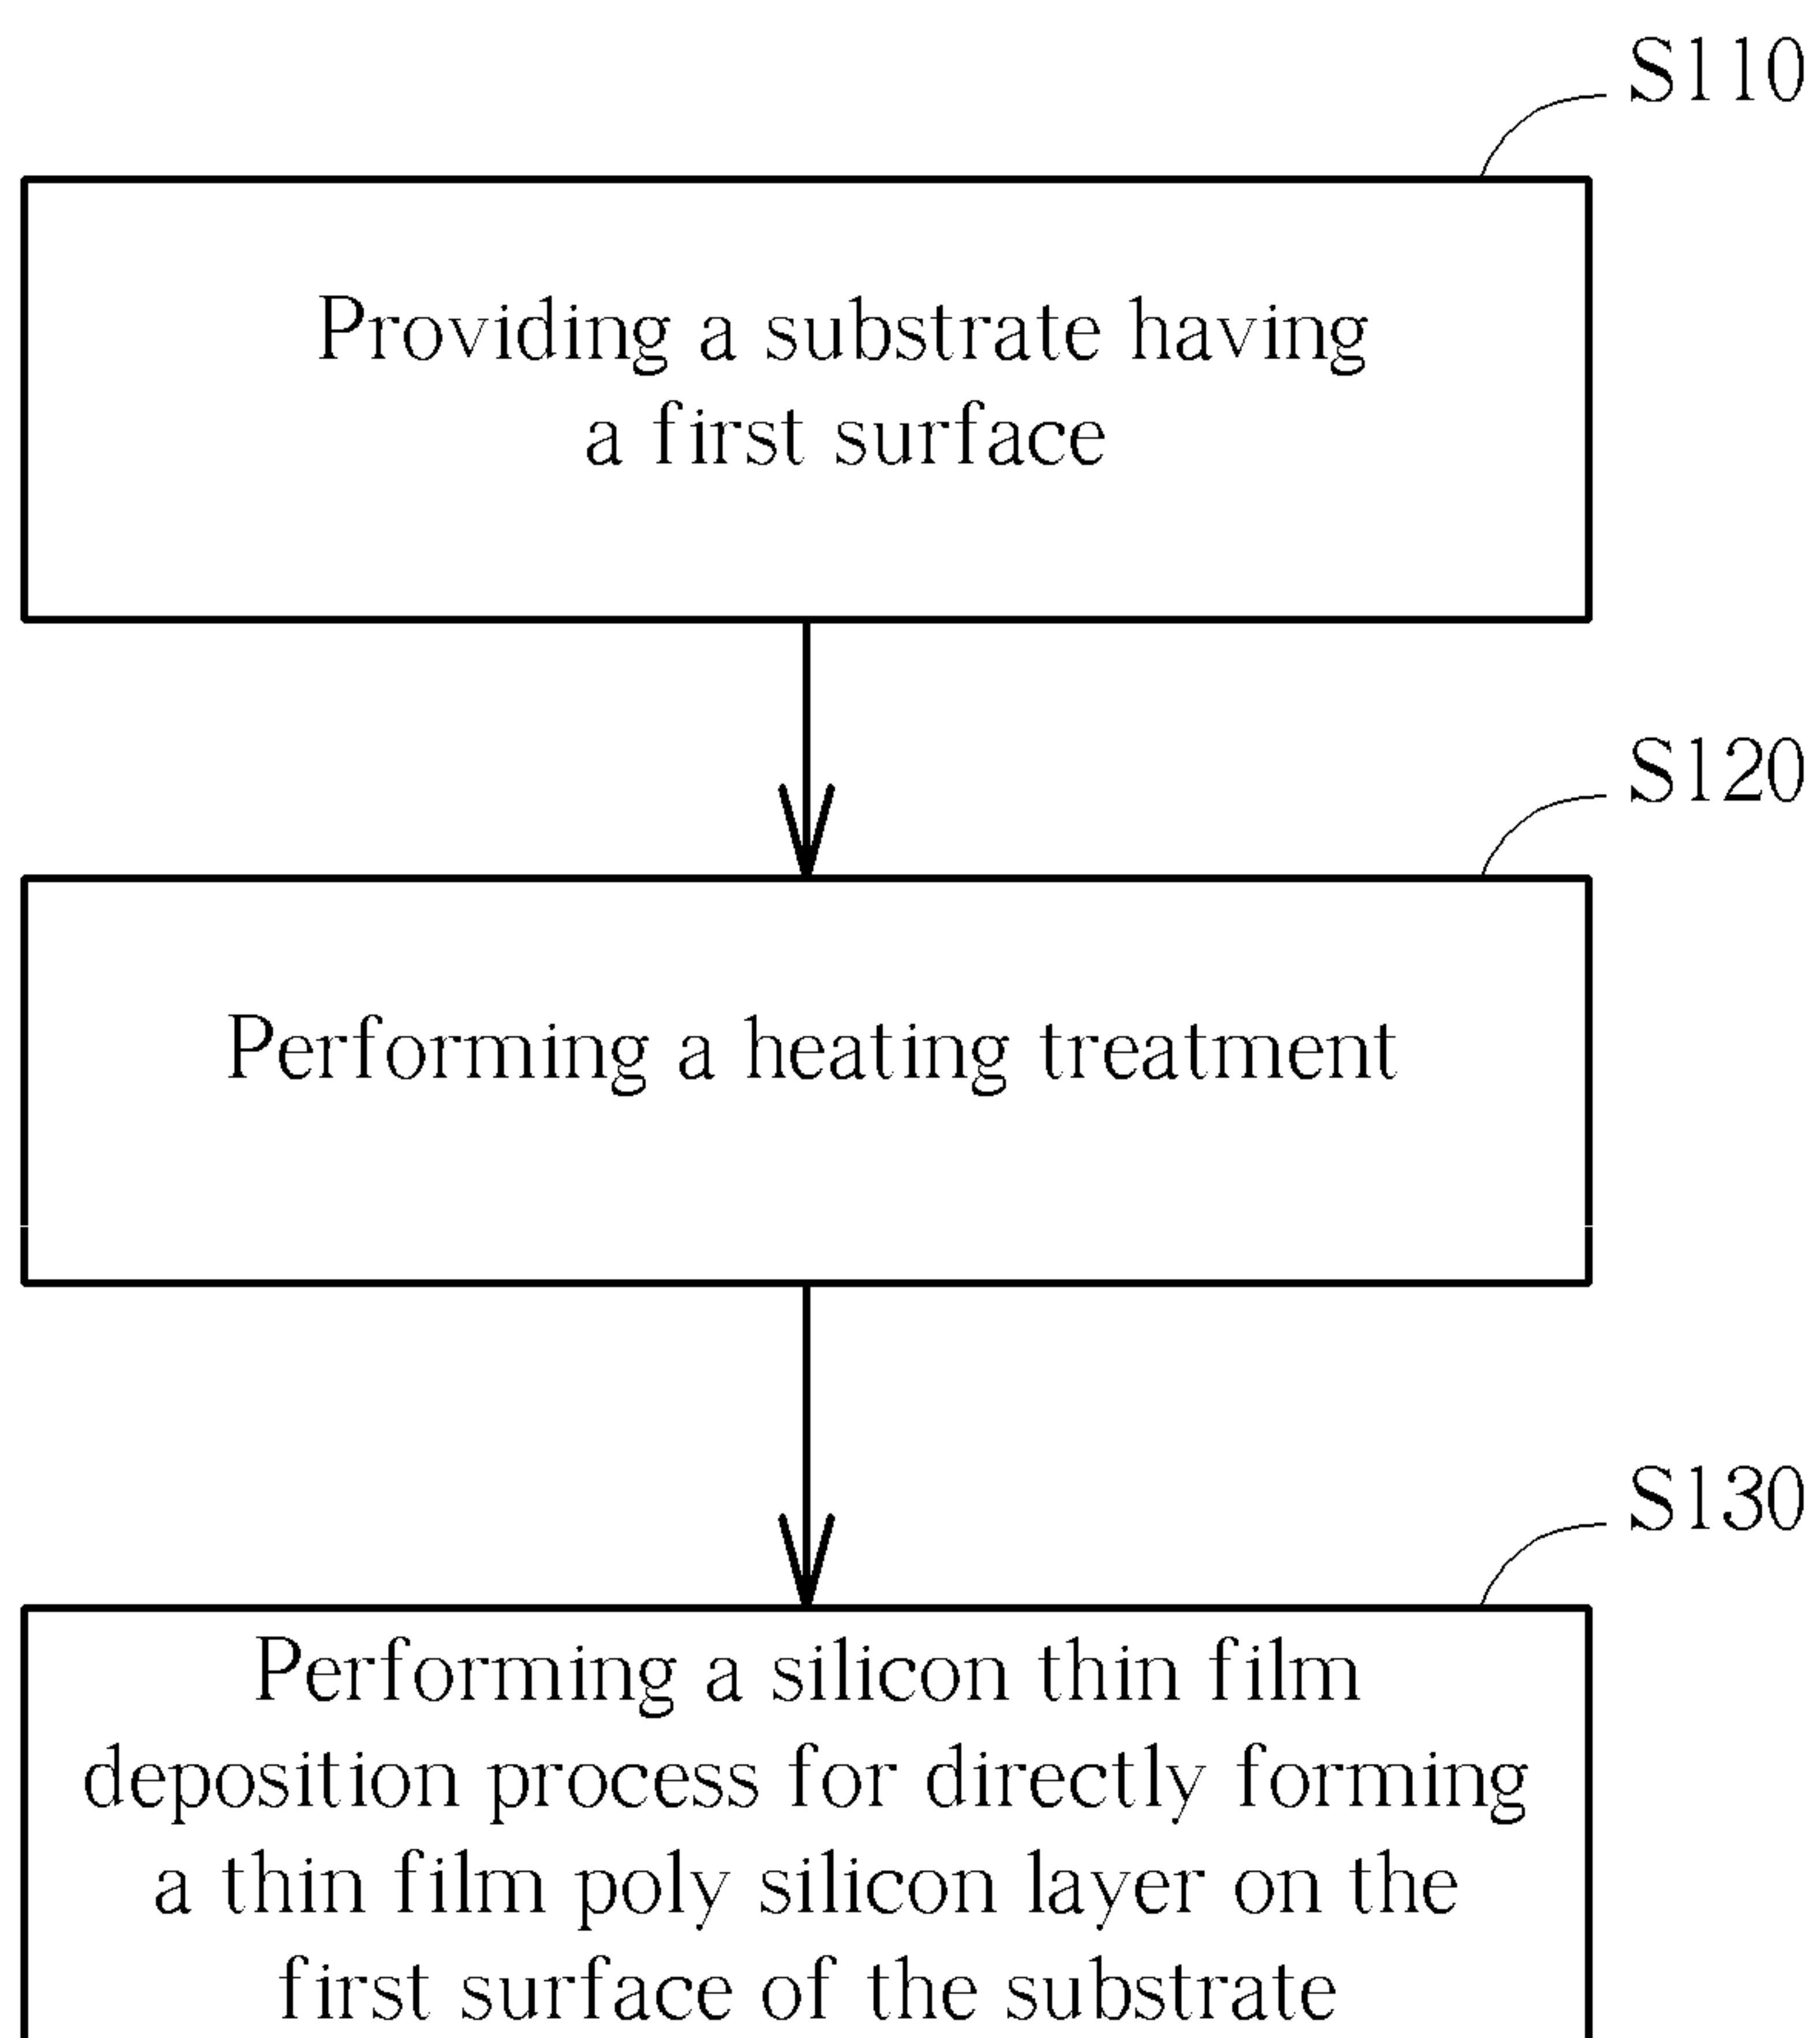 S110
Providing a substrate having
a first surface
S120
Performing a heating treatment
S130
Performing a silicon thin film
deposition process for directly forming
a thin film poly silicon layer on the
first surface of the substrate